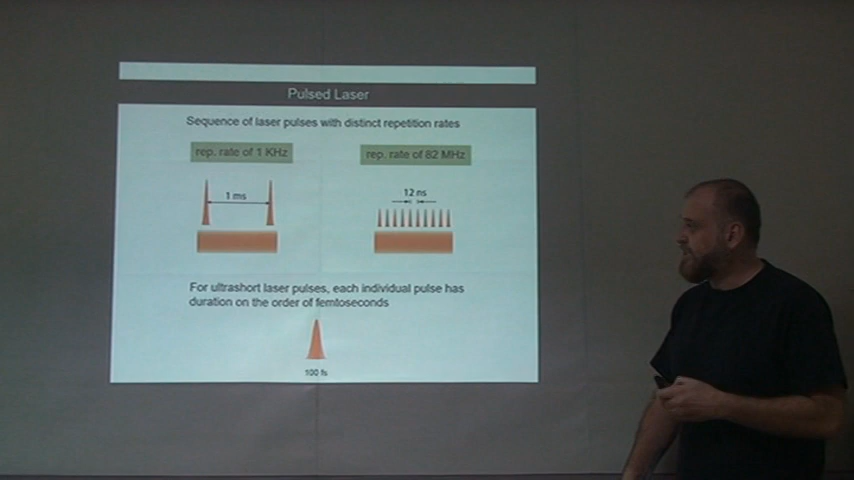 Pulsed Laser
Sequence of laser pulses with distinct repetition rates
rep. rate of 1 KHz
rep. rate of 82 MHz
1 ms
12 ns
For ultrashort laser pulses, each individual pulse has
duration on the order of femtoseconds
100 fs